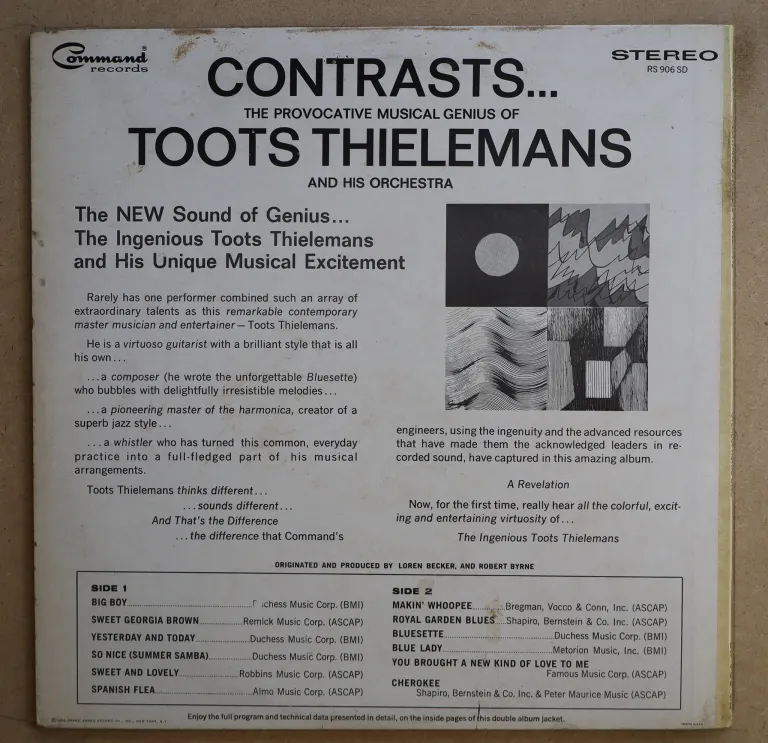 Command®
records
STEREO
RS 906 SD
CONTRASTS...
THE PROVOCATIVE MUSICAL GENIUS OF
TOOTS THIELEMANS
AND HIS ORCHESTRA
The NEW Sound of Genius...
The Ingenious Toots Thielemans
and His Unique Musical Excitement
Rarely has one performer combined such an array of
extraordinary talents as this remarkable contemporary
master musician and entertainer — Toots Thielemans.
He is a virtuoso guitarist with a brilliant style that is all
his own...
...a composer (he wrote the unforgettable Bluesette)
who bubbles with delightfully irresistible melodies...
...a pioneering master of the harmonica, creator of a
superb jazz style...
...a whistler who has turned this common, everyday
practice into a full-fledged part of his musical
arrangements.
Toots Thielemans thinks different...
...sounds different...
And That's the Difference
...the difference that Command's
engineers, using the ingenuity and the advanced resources
that have made them the acknowledged leaders in re-
corded sound, have captured in this amazing album.
A Revelation
Now, for the first time, really hear all the colorful, excit-
ing and entertaining virtuosity of...
The Ingenious Toots Thielemans
ORIGINATED AND PRODUCED BY LOREN BECKER, AND ROBERT BYRNE
SIDE 1
BIG BOY Duchess Music Corp. (BMI)
SWEET GEORGIA BROWN Remick Music Corp. (ASCAP)
YESTERDAY AND TODAY Duchess Music Corp. (BMI)
SO NICE (SUMMER SAMBA) Duchess Music Corp. (BMI)
SWEET AND LOVELY Robbins Music Corp. (ASCAP)
SPANISH FLEA Almo Music Corp. (ASCAP)
SIDE 2
MAKIN' WHOOPEE Bregman, Vocco & Conn, Inc. (ASCAP)
ROYAL GARDEN BLUES Shapiro, Bernstein & Co. Inc. (ASCAP)
BLUESETTE Duchess Music Corp. (BMI)
BLUE LADY Metorion Music, Inc. (BMI)
YOU BROUGHT A NEW KIND OF LOVE TO ME
Famous Music Corp. (ASCAP)
CHEROKEE
Shapiro, Bernstein & Co. Inc. & Peter Maurice Music (ASCAP)
Enjoy the full program and technical data presented in detail, on the inside pages of this double album jacket.